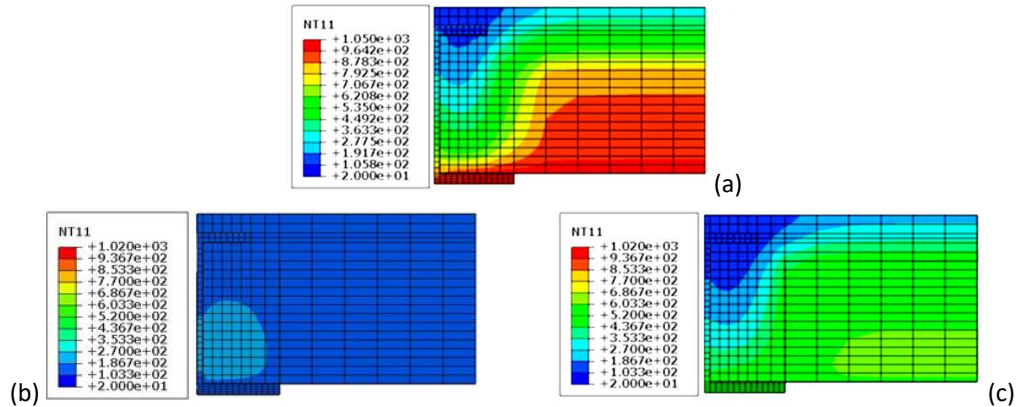 NT11
+1.050e+03
+9.642e+02
+8.783e+02
+7.925e+02
+7.067e+02
+6.208e+02
+5.350e+02
+4.492e+02
+3.633e+02
+2.775e+02
+1.917e+02
+1.058e+02
+2.000e+01
(a)
NT11
+1.020e+03
+9.367e+02
+8.533e+02
+7.700e+02
+6.867e+02
+6.033e+02
+5.200e+02
+4.367e+02
+3.533e+02
+2.700e+02
+1.867e+02
+1.033e+02
+2.000e+01
(b)
NT11
+1.020e+03
+9.367e+02
+8.533e+02
+7.700e+02
+6.867e+02
+6.033e+02
+5.200e+02
+4.367e+02
+3.533e+02
+2.700e+02
+1.867e+02
+1.033e+02
+2.000e+01
(c)